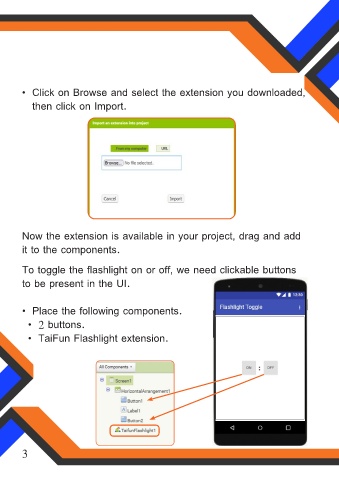 • Click on Browse and select the extension you downloaded,
then click on Import.
Import an extension into project
From my computer URL
Browse... No file selected.
Cancel Import
Now the extension is available in your project, drag and add
it to the components.
To toggle the flashlight on or off, we need clickable buttons
to be present in the UI.
• Place the following components.
• 2 buttons.
• TaiFun Flashlight extension.
Flashlight Toggle
ON : OFF
All Components
Screen1
HorizontalArrangement1
Button1
Label1
Button2
TaifunFlashlight1
3